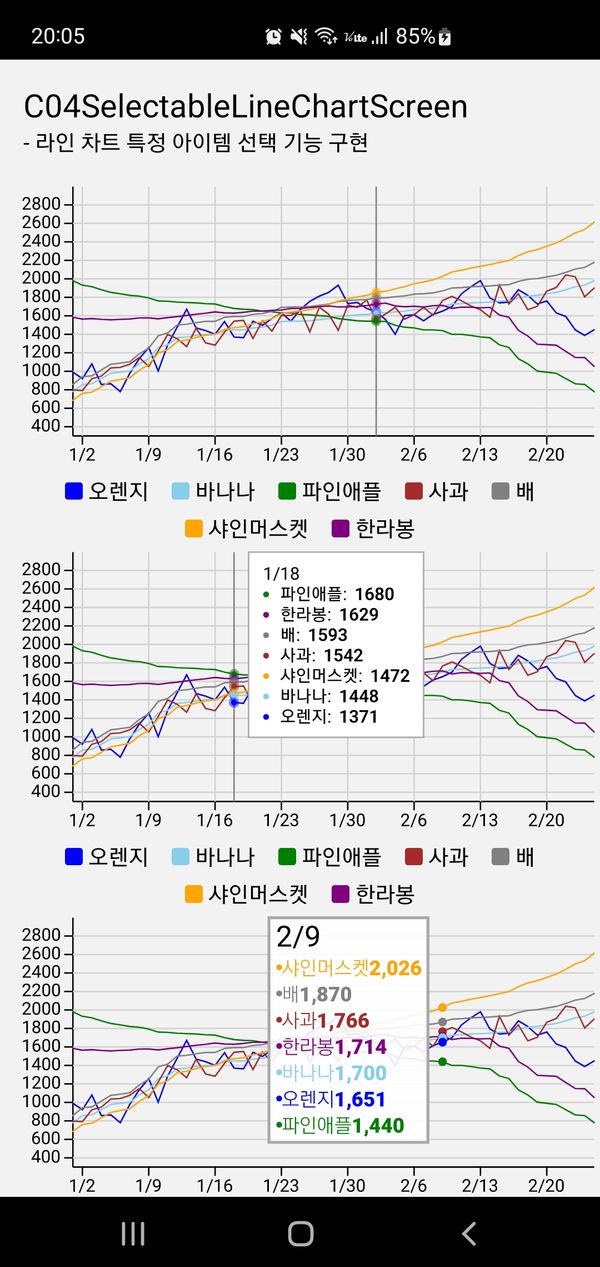 20:05
Volte 85%
C04SelectableLineChartScreen
- 라인 차트 특정 아이템 선택 기능 구현
2800
2600
2400
2200
2000
1800
1600
1400
1200
1000
800
600
400
1/2 1/9 1/16 1/23 1/30 2/6 2/13 2/20
오렌지 바나나 파인애플 사과 배
샤인머스켓 한라봉
2800
2600
2400
2200
2000
1800
1600
1400
1200
1000
800
600
400
1/18
파인애플: 1680
한라봉: 1629
배: 1593
사과: 1542
샤인머스켓: 1472
바나나: 1448
오렌지: 1371
1/2 1/9 1/16 1/23 1/30 2/6 2/13 2/20
오렌지 바나나 파인애플 사과 배
샤인머스켓 한라봉
2800
2600
2400
2200
2000
1800
1600
1400
1200
1000
800
600
400
2/9
•샤인머스켓2,026
•배1,870
•사과1,766
•한라봉1,714
•바나나1,700
•오렌지1,651
•파인애플1,440
1/2 1/9 1/16 1/23 1/30 2/6 2/13 2/20